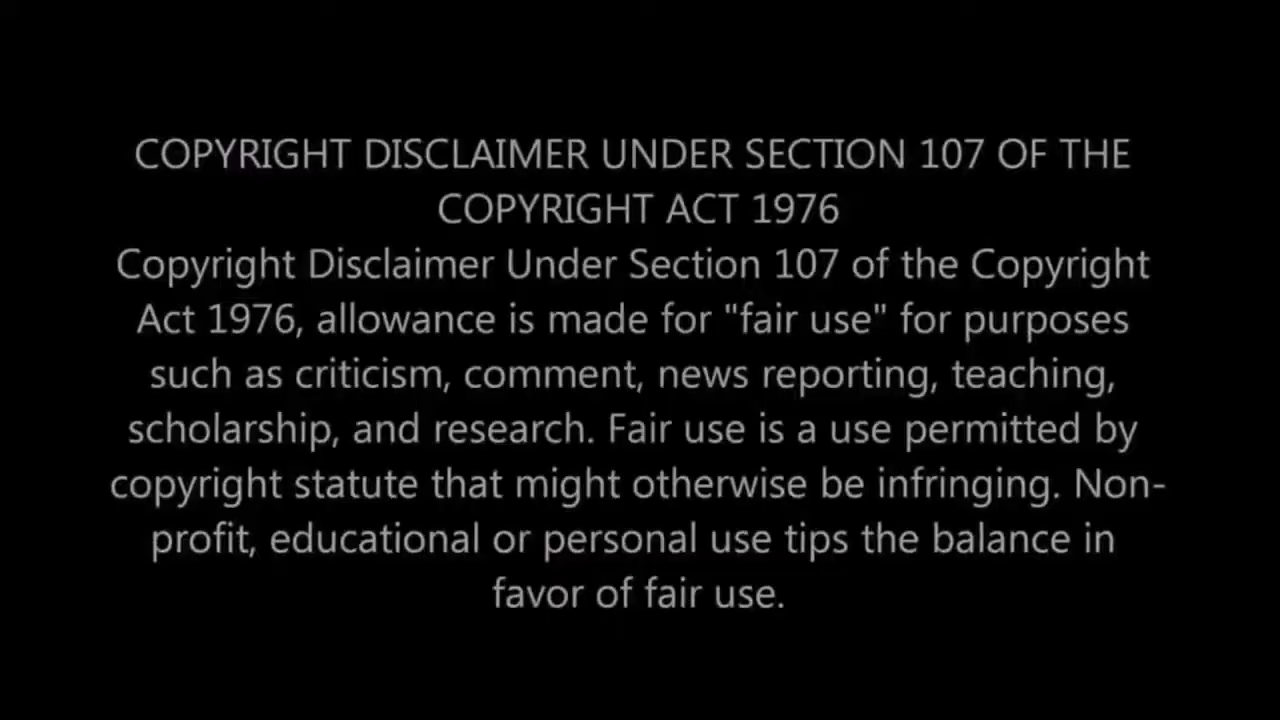 COPYRIGHT DISCLAIMER UNDER SECTION 107 OF THE
COPYRIGHT ACT 1976
Copyright Disclaimer Under Section 107 of the Copyright
Act 1976, allowance is made for "fair use" for purposes
such as criticism, comment, news reporting, teaching,
scholarship, and research. Fair use is a use permitted by
copyright statute that might otherwise be infringing. Non-
profit, educational or personal use tips the balance in
favor of fair use.